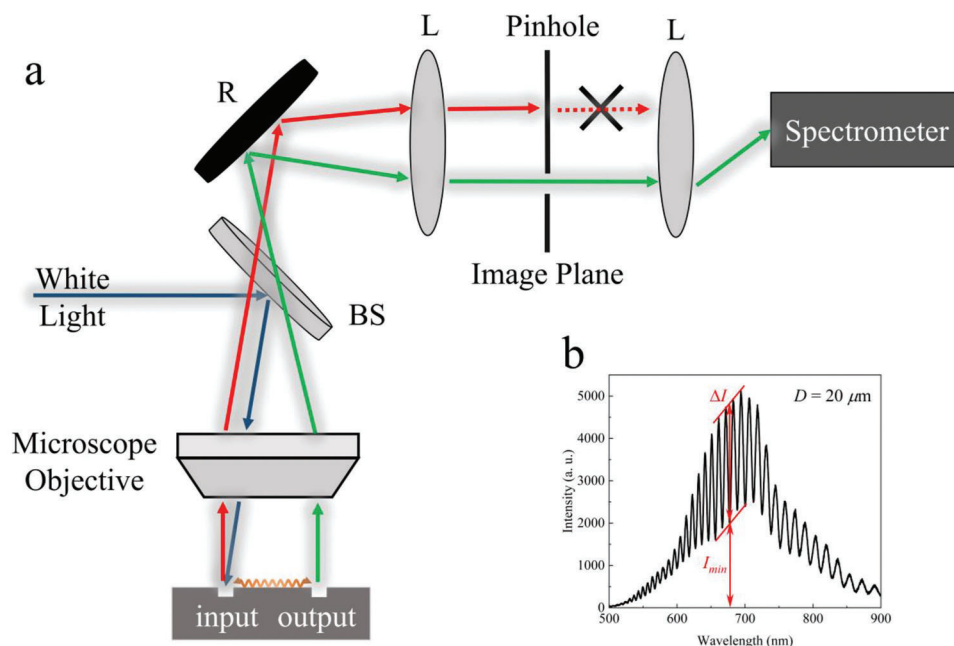 a
R
L
Pinhole
L
Spectrometer
White
Light
BS
Image Plane
Microscope
Objective
input
output
b
D = 20 μm
ΔI
I_min
Intensity (a. u.)
5000
4000
3000
2000
1000
0
500
600
700
800
900
Wavelength (nm)